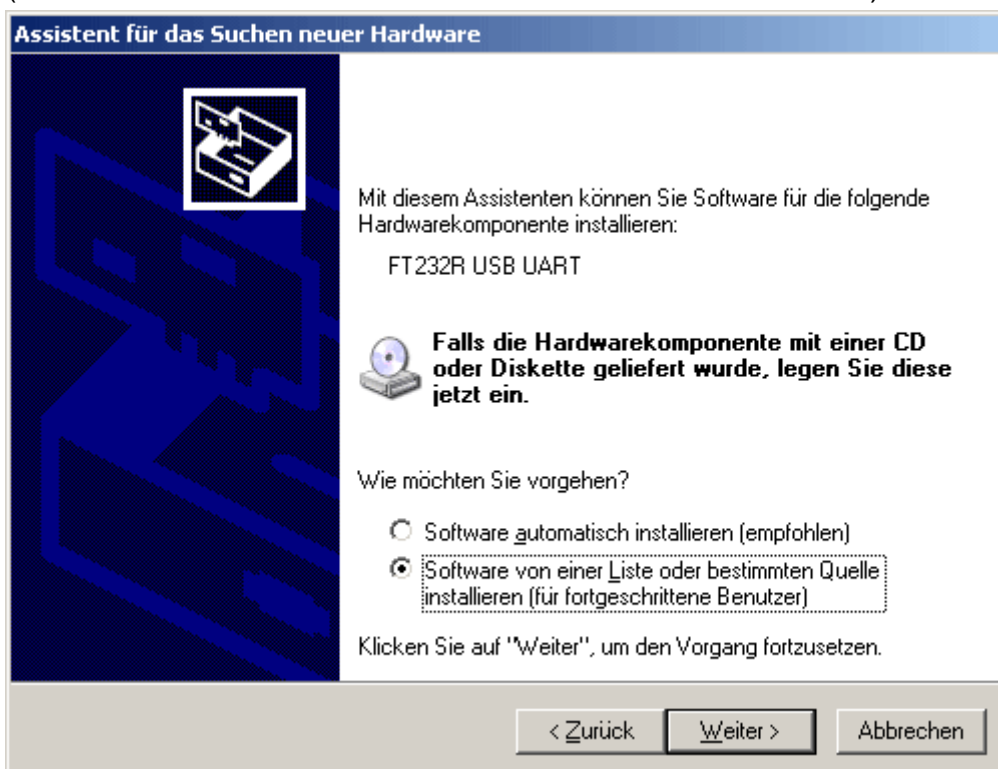 Assistent für das Suchen neuer Hardware
Mit diesem Assistenten können Sie Software für die folgende
Hardwarekomponente installieren:
FT232R USB UART
Falls die Hardwarekomponente mit einer CD
oder Diskette geliefert wurde, legen Sie diese
jetzt ein.
Wie möchten Sie vorgehen?
Software automatisch installieren (empfohlen)
Software von einer Liste oder bestimmten Quelle
installieren (für fortgeschrittene Benutzer)
Klicken Sie auf "Weiter", um den Vorgang fortzusetzen.
< Zurück
Weiter >
Abbrechen